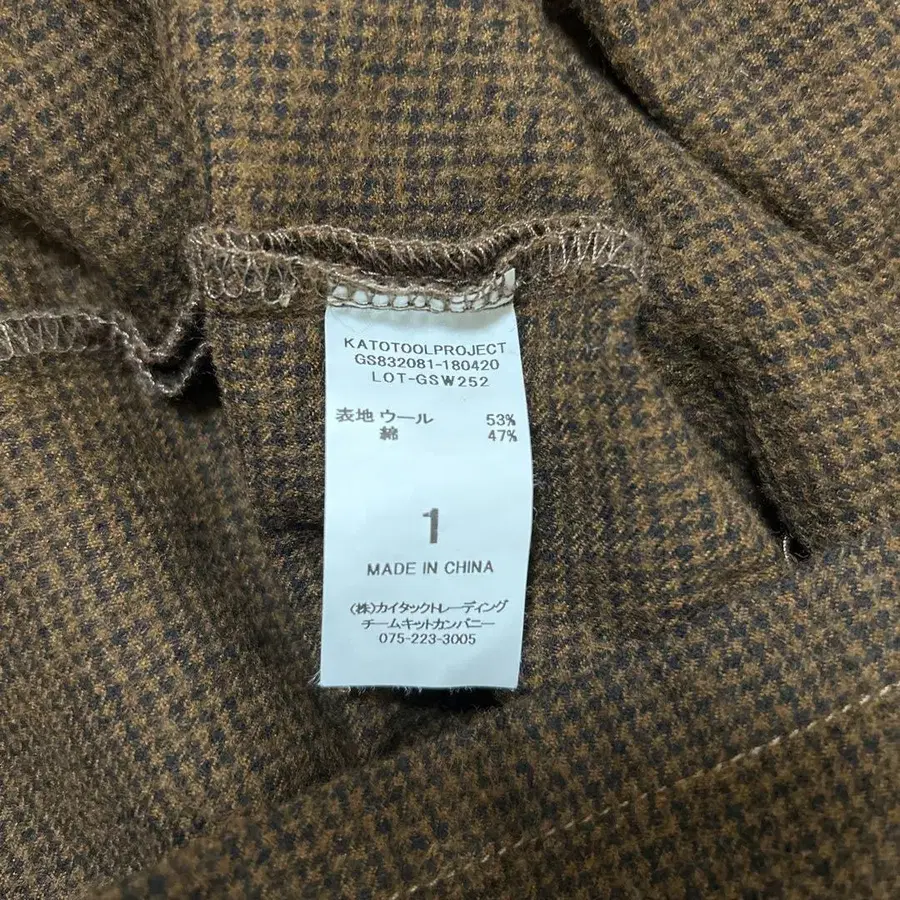 KATOTOOLPROJECT
GS832081-180420
LOT-GSW252
表地 ウール 53%
綿 47%
1
MADE IN CHINA
(株)カイタックトレーディング
チームキットカンパニー
075-223-3005